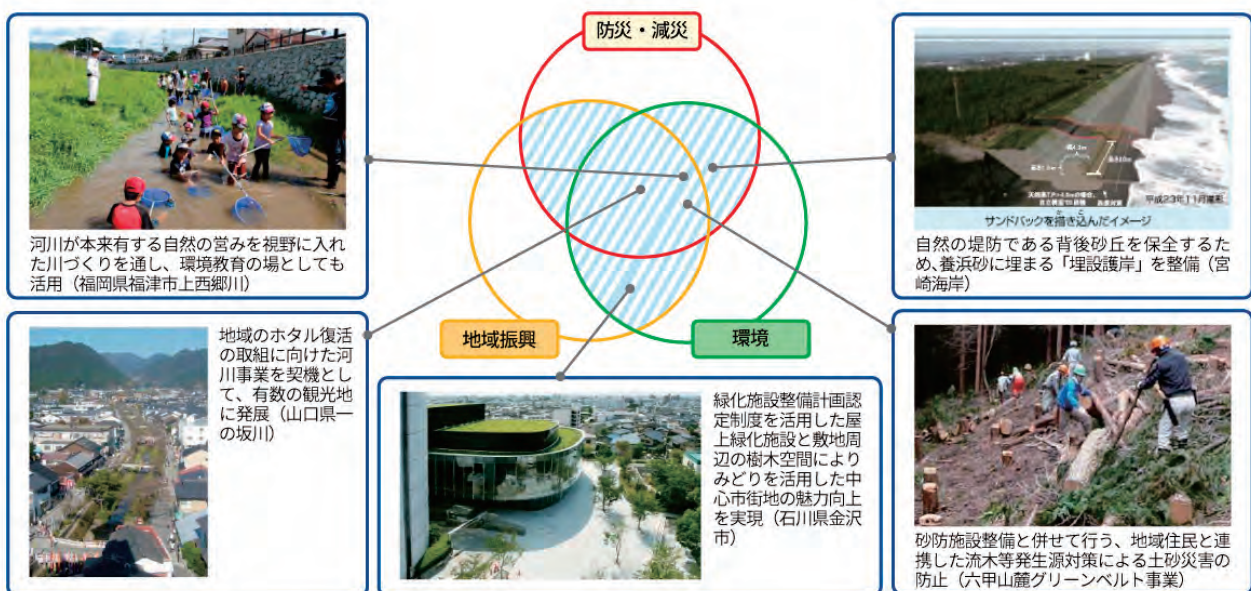 防災・減災
地域振興
環境
河川が本来有する自然の営みを視野に入れ
た川づくりを通し、環境教育の場としても
活用（福岡県福津市上西郷川）
平成23年11月撮影
サンドバックを描き込んだイメージ
自然の堤防である背後砂丘を保全するた
め、養浜砂に埋まる「埋設護岸」を整備（宮
崎海岸）
地域のホタル復活
の取組に向けた河
川事業を契機とし
て、有数の観光地
に発展（山口県一
の坂川）
緑化施設整備計画認
定制度を活用した屋
上緑化施設と敷地周
辺の樹木空間により
みどりを活用した中
心市街地の魅力向上
を実現（石川県金沢
市）
砂防施設整備と併せて行う、地域住民と連
携した流木等発生源対策による土砂災害の
防止（六甲山麓グリーンベルト事業）